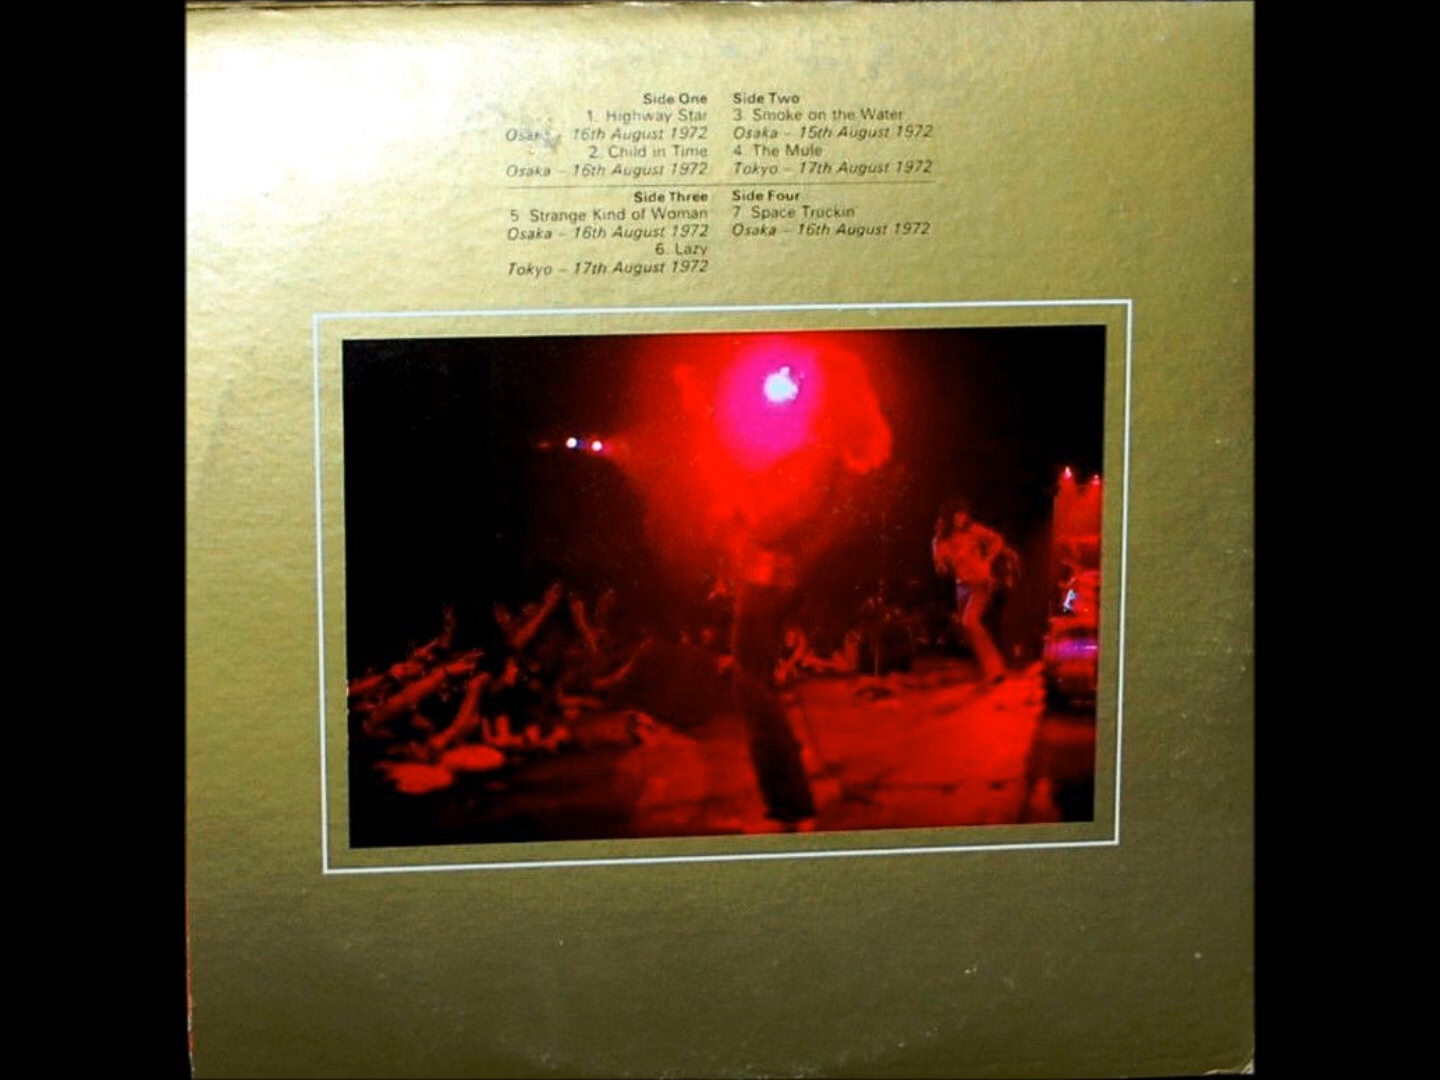 Side One
1. Highway Star
Osaka – 16th August 1972
2. Child in Time
Osaka – 16th August 1972
Side Two
3. Smoke on the Water
Osaka – 15th August 1972
4. The Mule
Tokyo – 17th August 1972
Side Three
5. Strange Kind of Woman
Osaka – 16th August 1972
6. Lazy
Tokyo – 17th August 1972
Side Four
7. Space Truckin'
Osaka – 16th August 1972